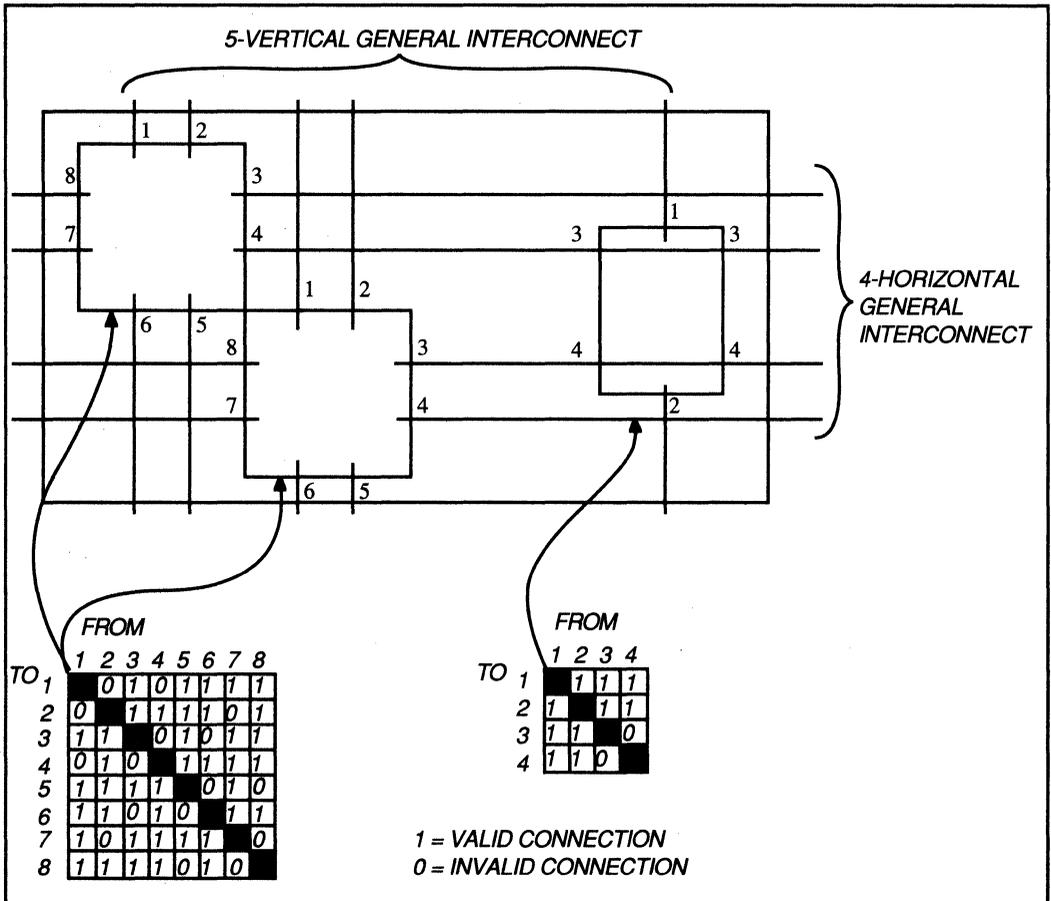 5-VERTICAL GENERAL INTERCONNECT
1 2
8 3
7 4 3 1 3
1 2
6 5
8 3 4 4
7 4 2
6 5
4-HORIZONTAL
GENERAL
INTERCONNECT
FROM
1 2 3 4 5 6 7 8
TO
1 0 1 0 1 1 1 1
2 0 1 1 1 1 0 1
3 1 1 0 1 0 1 1
4 0 1 0 1 1 1 1
5 1 1 1 1 0 1 0
6 1 1 0 1 0 1 1
7 1 0 1 1 1 1 0
8 1 1 1 1 0 1 0
FROM
1 2 3 4
TO
1 1 1 1
2 1 1 1
3 1 1 0
4 1 1 0
1 = VALID CONNECTION
0 = INVALID CONNECTION